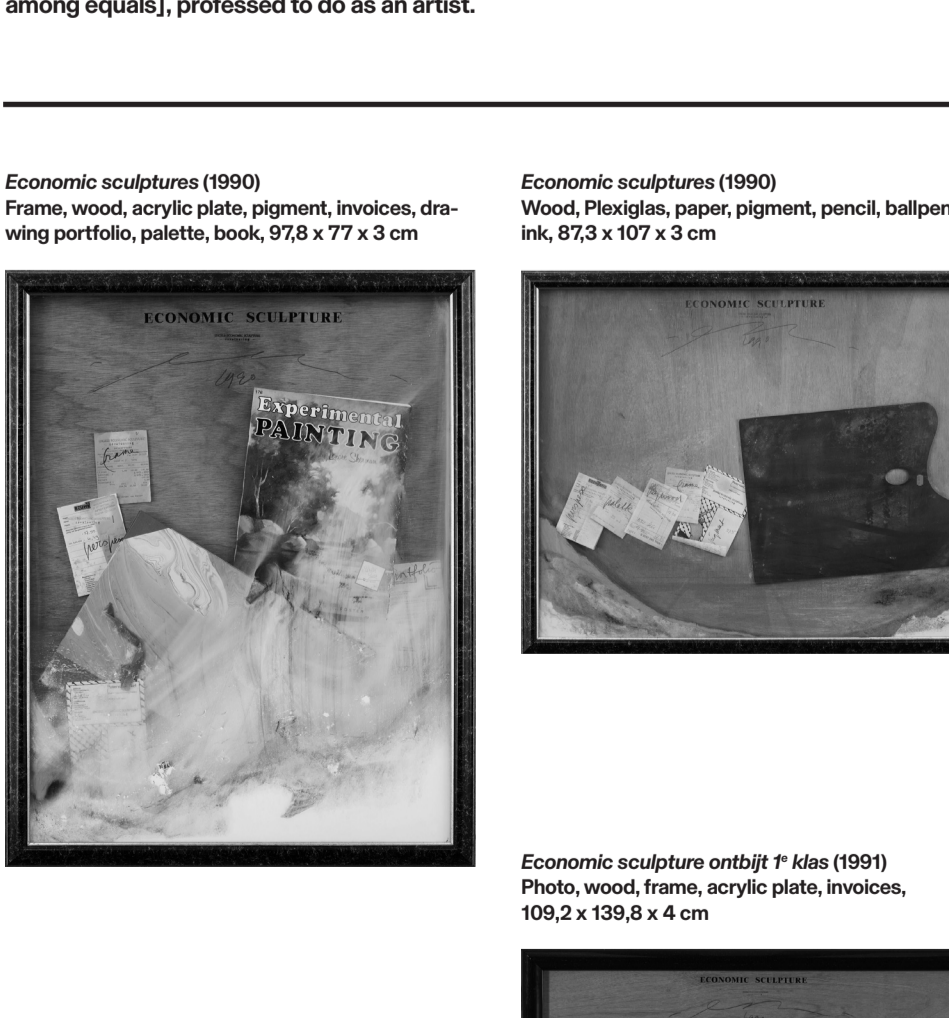 among equals], professed to do as an artist.
Economic sculptures (1990)
Frame, wood, acrylic plate, pigment, invoices, dra-
wing portfolio, palette, book, 97,8 x 77 x 3 cm
ECONOMIC SCULPTURE
1990
Experimental
PAINTING
frame
Economic sculptures (1990)
Wood, Plexiglas, paper, pigment, pencil, ballpen
ink, 87,3 x 107 x 3 cm
ECONOMIC SCULPTURE
1990
Economic sculpture ontbijt 1e klas (1991)
Photo, wood, frame, acrylic plate, invoices,
109,2 x 139,8 x 4 cm
ECONOMIC SCULPTURE